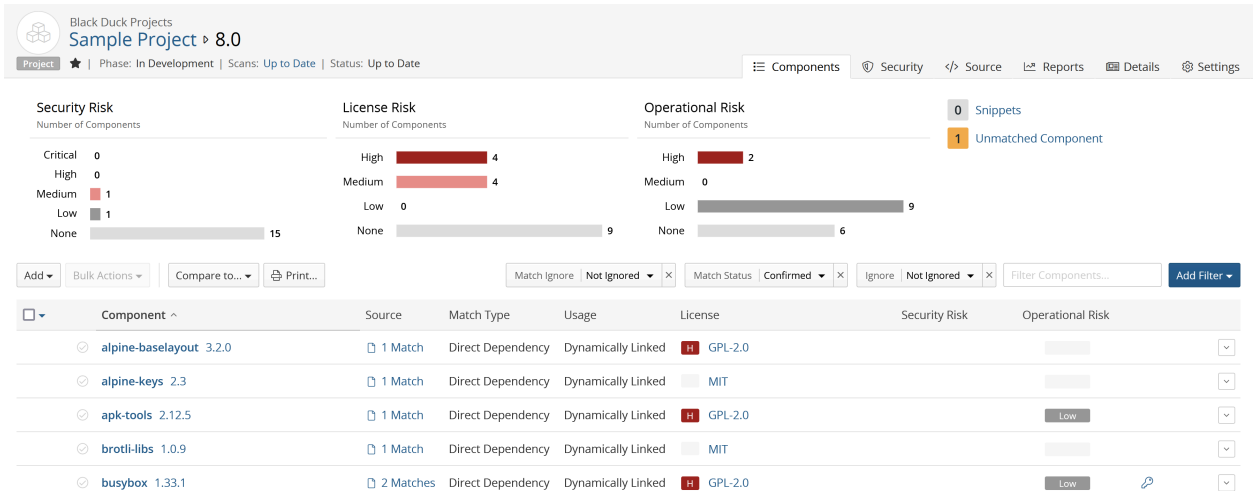 Black Duck Projects
Sample Project ▹ 8.0
Project ★ | Phase: In Development | Scans: Up to Date | Status: Up to Date
Components Security </> Source Reports Details Settings
Security Risk
Number of Components
Critical 0
High 0
Medium 1
Low 1
None 15
License Risk
Number of Components
High 4
Medium 4
Low 0
None 9
Operational Risk
Number of Components
High 2
Medium 0
Low 9
None 6
0 Snippets
1 Unmatched Component
Add Bulk Actions Compare to... Print... Match Ignore Not Ignored × Match Status Confirmed × Ignore Not Ignored × Filter Components... Add Filter
Component Source Match Type Usage License Security Risk Operational Risk
alpine-baselayout 3.2.0 1 Match Direct Dependency Dynamically Linked H GPL-2.0
alpine-keys 2.3 1 Match Direct Dependency Dynamically Linked MIT
apk-tools 2.12.5 1 Match Direct Dependency Dynamically Linked H GPL-2.0 Low
brotli-libs 1.0.9 1 Match Direct Dependency Dynamically Linked MIT
busybox 1.33.1 2 Matches Direct Dependency Dynamically Linked H GPL-2.0 Low